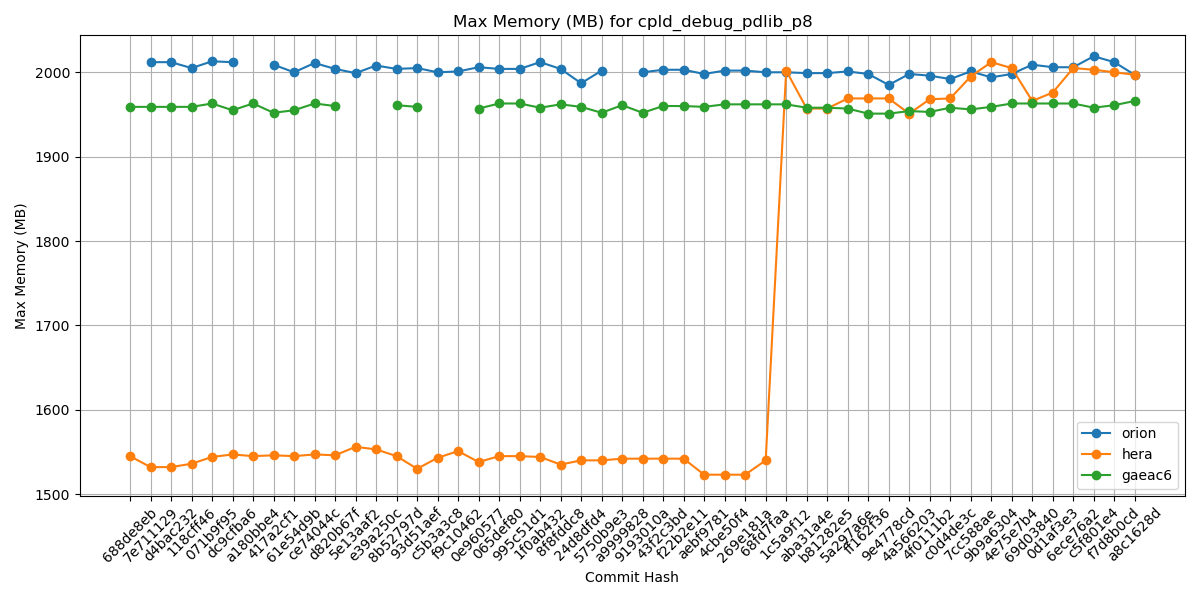 Max Memory (MB) for cpld_debug_pdlib_p8
Max Memory (MB)
2000
1900
1800
1700
1600
1500
orion
hera
gaeac6
688de8eb
7e711129
d4bac232
118cff46
071b9f95
dc9cfba6
a180bbe4
417a2cf1
61e54d9b
ce74044c
d820b67f
5e13aaf2
e39a250c
8b52797d
93d51aef
c5b3a3c8
f9c10462
0e960577
065def80
995c51d1
1f0ab432
8f8fddc8
24d8dfd4
5750b9e3
a9999828
9193010a
43f2c3bd
f22b2e11
aebf9781
4cbe50f4
269e181a
68fd7faa
1c5a9f12
aba31a4e
b81282e5
5a297a6e
ff162f36
9e4778cd
4a566203
4f0111b2
c0d4de3c
7cc588ae
9b9a6304
4e75e7b4
69d03840
0d1af3e3
6ece76a2
c5f801e4
f7d8b0cd
a8c1628d
Commit Hash